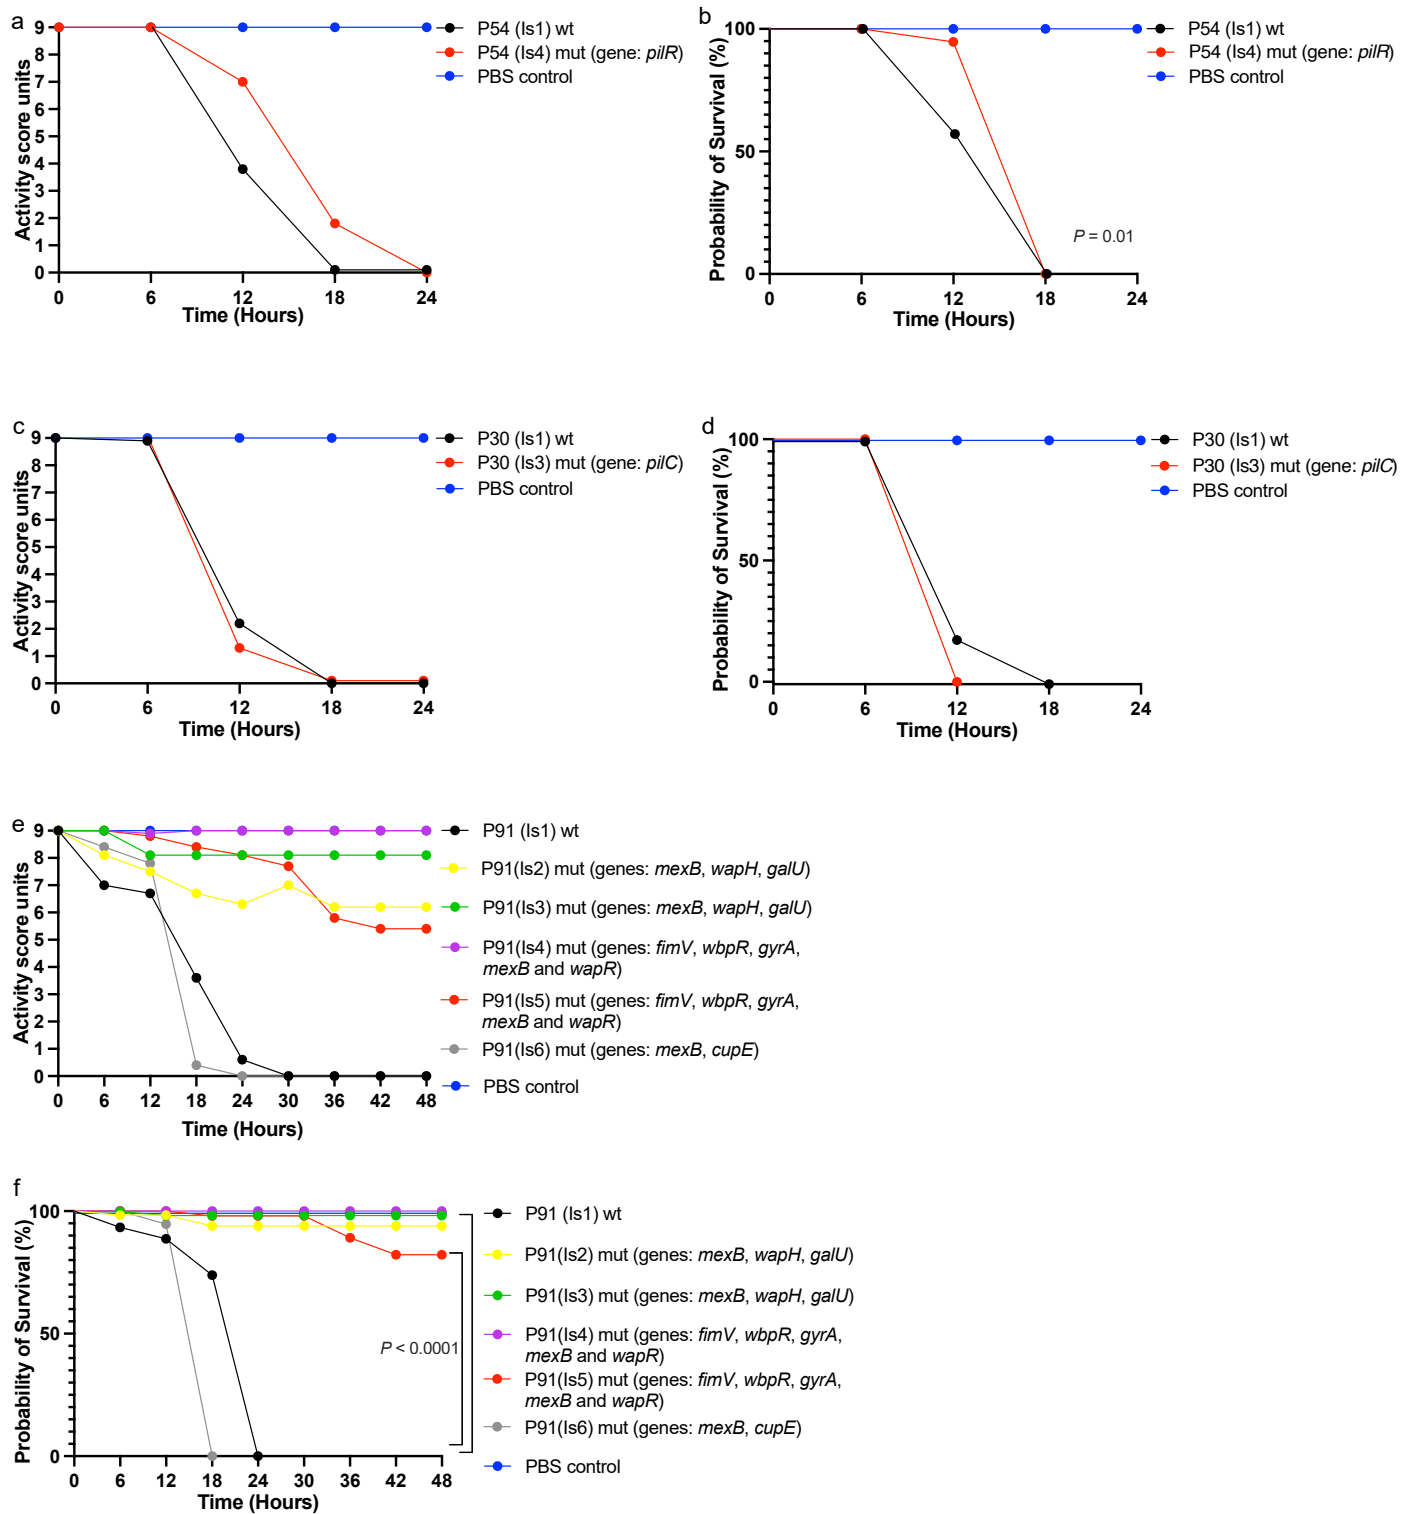 a
9
8
7
6
5
4
3
2
1
0
Activity score units
0 6 12 18 24
Time (Hours)
P54 (Is1) wt
P54 (Is4) mut (gene: pilR)
PBS control
b
100
50
0
Probability of Survival (%)
P = 0.01
0 6 12 18 24
Time (Hours)
P54 (Is1) wt
P54 (Is4) mut (gene: pilR)
PBS control
c
9
8
7
6
5
4
3
2
1
0
Activity score units
0 6 12 18 24
Time (Hours)
P30 (Is1) wt
P30 (Is3) mut (gene: pilC)
PBS control
d
100
50
0
Probability of Survival (%)
0 6 12 18 24
Time (Hours)
P30 (Is1) wt
P30 (Is3) mut (gene: pilC)
PBS control
e
9
8
7
6
5
4
3
2
1
0
Activity score units
0 6 12 18 24 30 36 42 48
Time (Hours)
P91 (Is1) wt
P91(Is2) mut (genes: mexB, wapH, galU)
P91(Is3) mut (genes: mexB, wapH, galU)
P91(Is4) mut (genes: fimV, wbpR, gyrA,
mexB and wapR)
P91(Is5) mut (genes: fimV, wbpR, gyrA,
mexB and wapR)
P91(Is6) mut (genes: mexB, cupE)
PBS control
f
100
50
0
Probability of Survival (%)
P < 0.0001
0 6 12 18 24 30 36 42 48
Time (Hours)
P91 (Is1) wt
P91(Is2) mut (genes: mexB, wapH, galU)
P91(Is3) mut (genes: mexB, wapH, galU)
P91(Is4) mut (genes: fimV, wbpR, gyrA,
mexB and wapR)
P91(Is5) mut (genes: fimV, wbpR, gyrA,
mexB and wapR)
P91(Is6) mut (genes: mexB, cupE)
PBS control